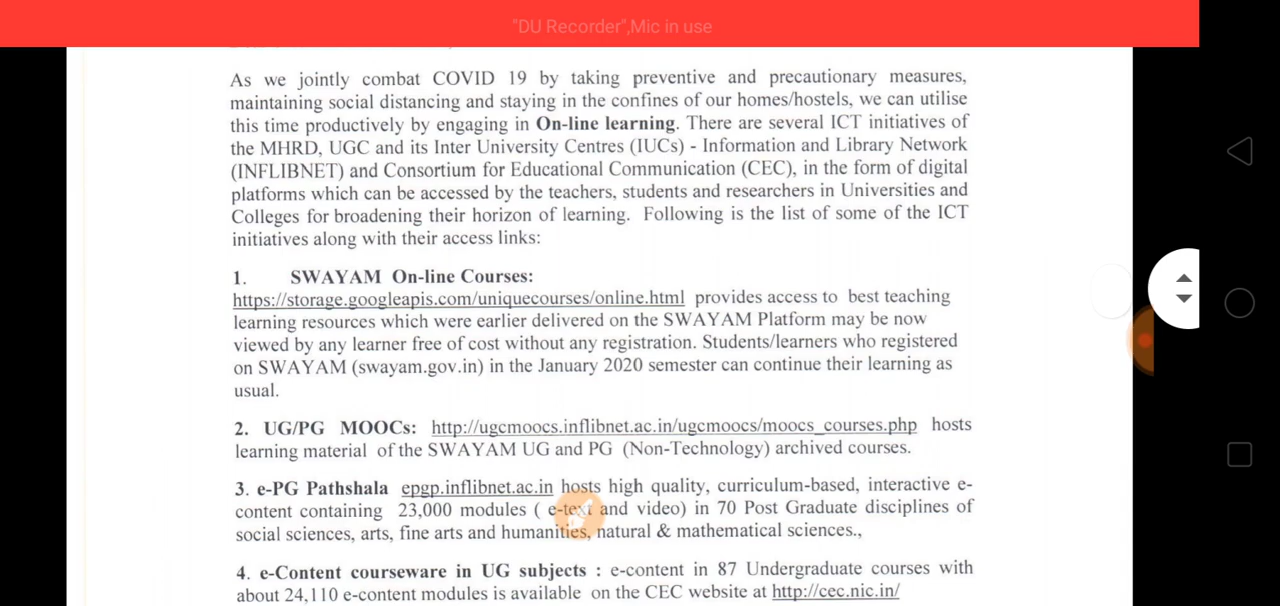 "DU Recorder",Mic in use
As we jointly combat COVID 19 by taking preventive and precautionary measures,
maintaining social distancing and staying in the confines of our homes/hostels, we can utilise
this time productively by engaging in On-line learning. There are several ICT initiatives of
the MHRD, UGC and its Inter University Centres (IUCs) - Information and Library Network
(INFLIBNET) and Consortium for Educational Communication (CEC), in the form of digital
platforms which can be accessed by the teachers, students and researchers in Universities and
Colleges for broadening their horizon of learning. Following is the list of some of the ICT
initiatives along with their access links:
1. SWAYAM On-line Courses:
https://storage.googleapis.com/uniquecourses/online.html provides access to best teaching
learning resources which were earlier delivered on the SWAYAM Platform may be now
viewed by any learner free of cost without any registration. Students/learners who registered
on SWAYAM (swayam.gov.in) in the January 2020 semester can continue their learning as
usual.
2. UG/PG MOOCs: http://ugcmoocs.inflibnet.ac.in/ugcmoocs/moocs_courses.php hosts
learning material of the SWAYAM UG and PG (Non-Technology) archived courses.
3. e-PG Pathshala epgp.inflibnet.ac.in hosts high quality, curriculum-based, interactive e-
content containing 23,000 modules ( e-text and video) in 70 Post Graduate disciplines of
social sciences, arts, fine arts and humanities, natural & mathematical sciences.,
4. e-Content courseware in UG subjects : e-content in 87 Undergraduate courses with
about 24,110 e-content modules is available on the CEC website at http://cec.nic.in/